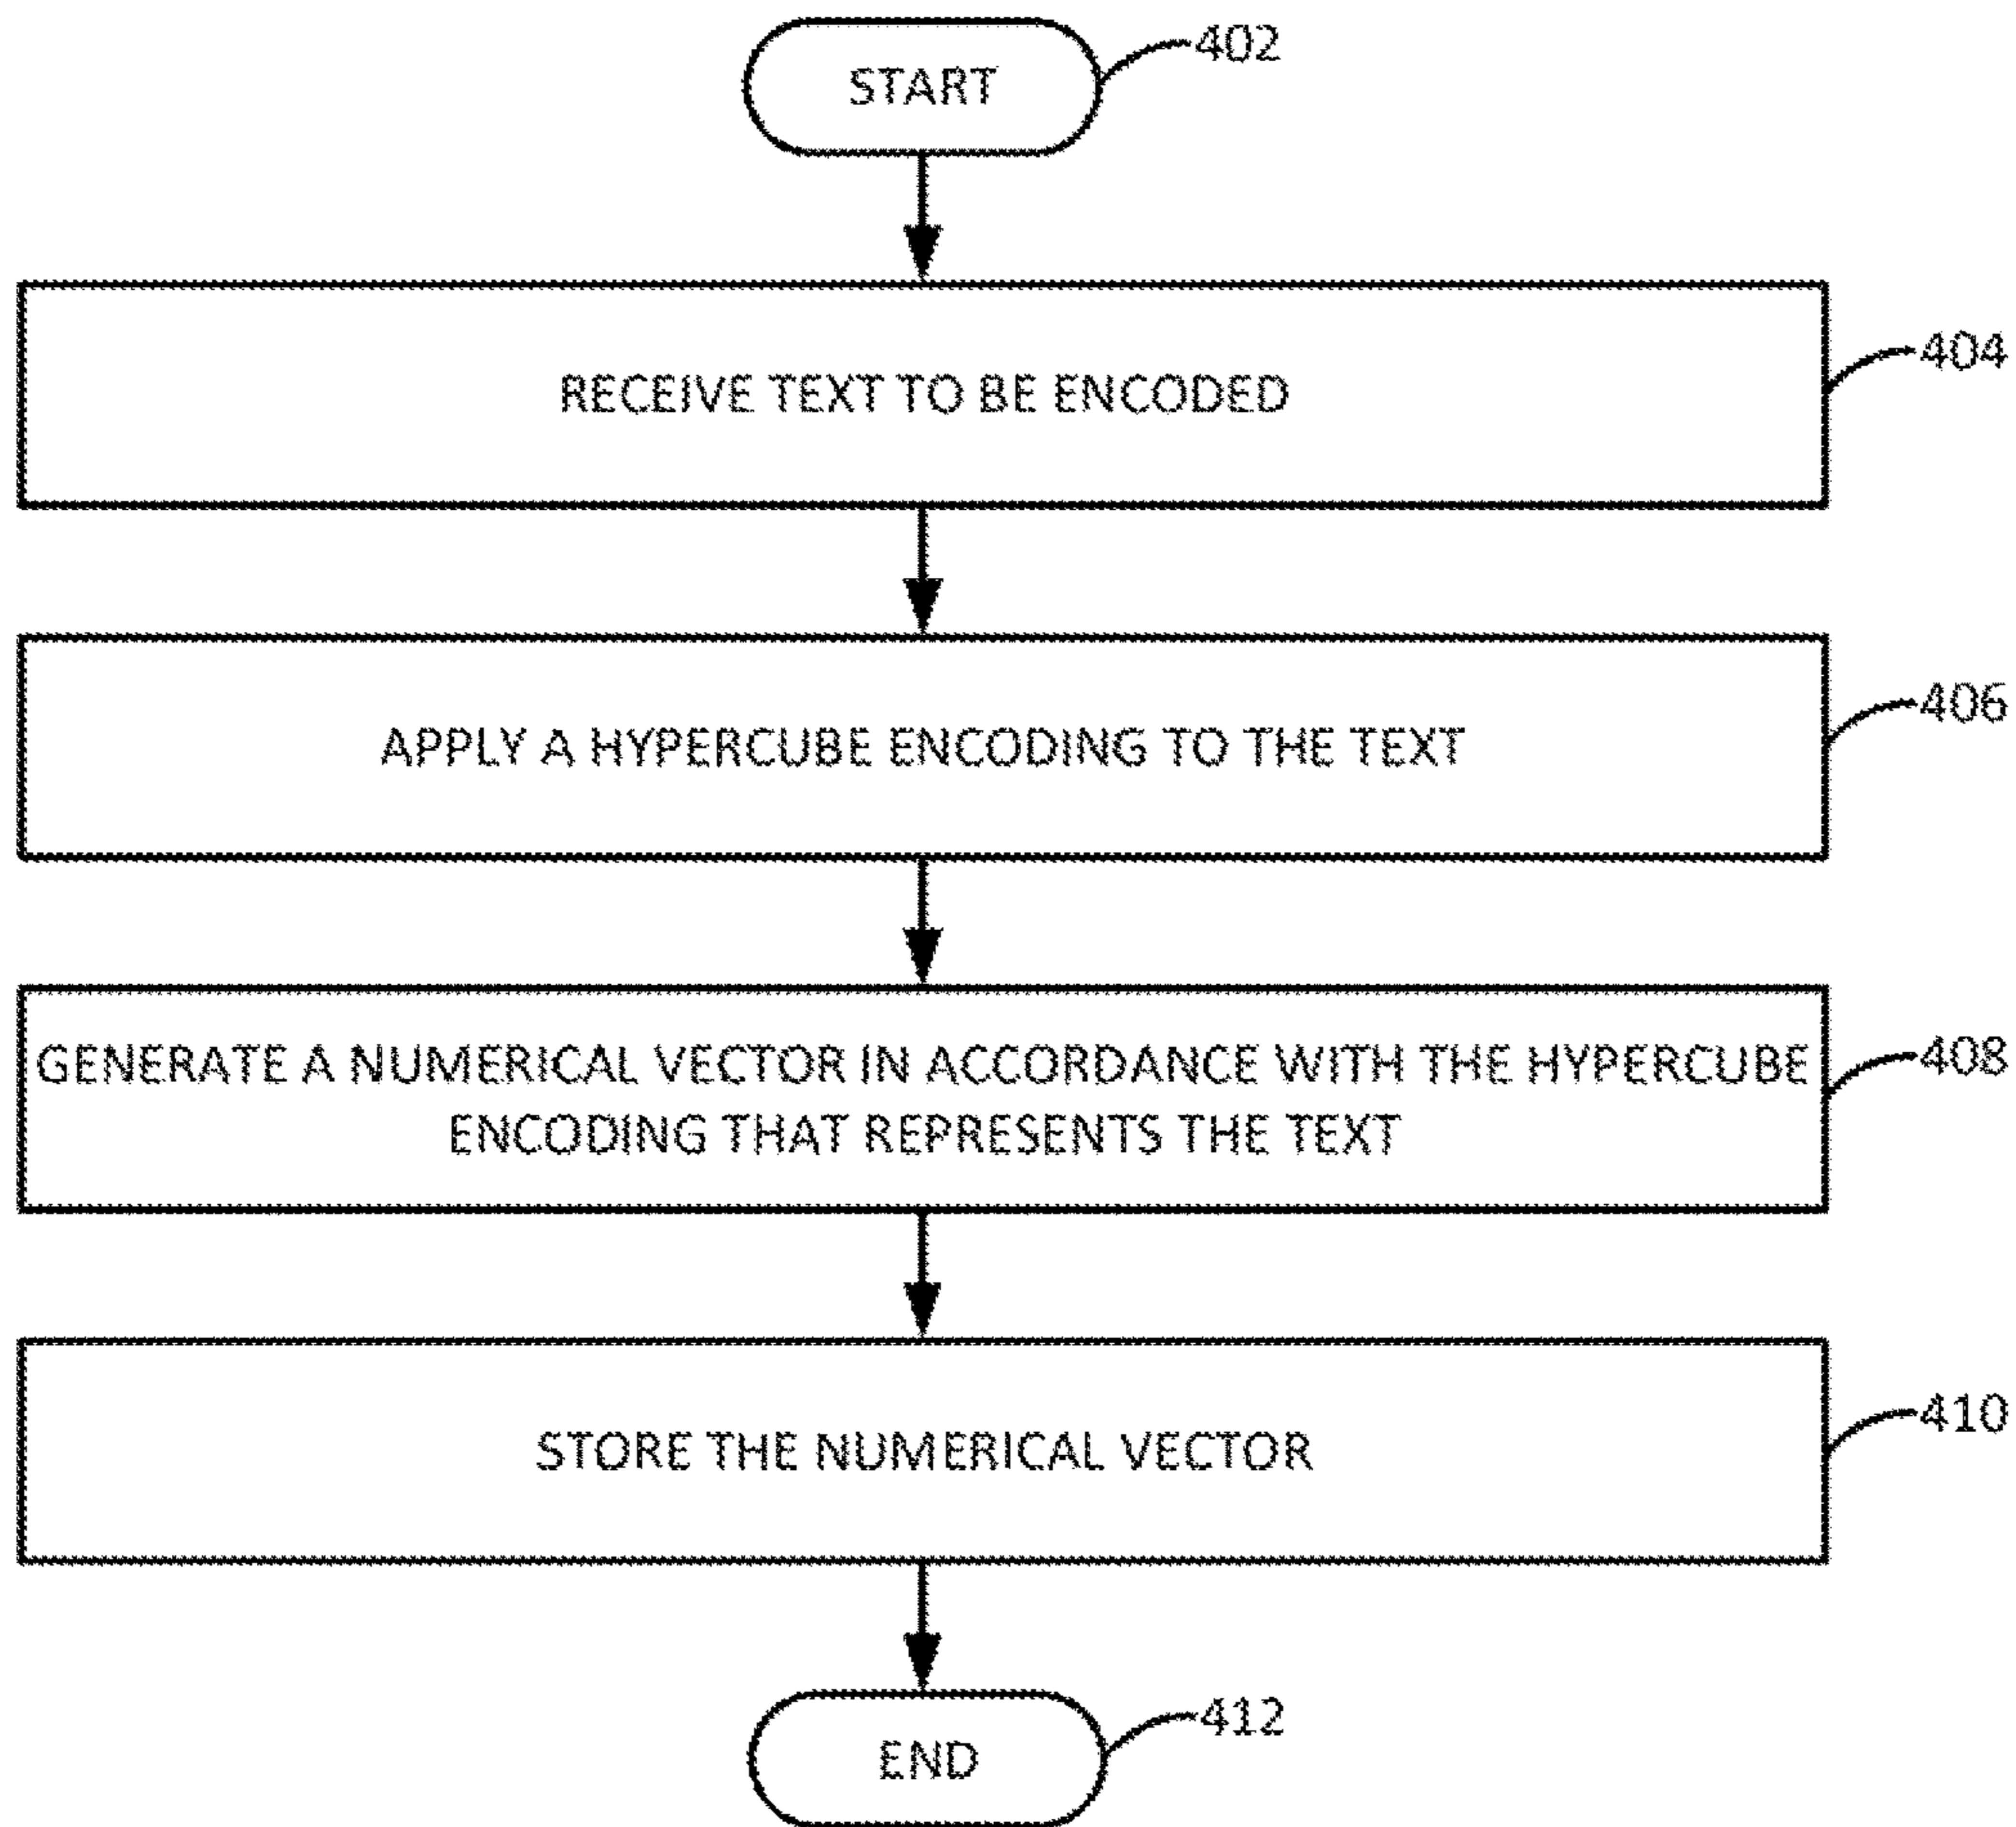 START
402
RECEIVE TEXT TO BE ENCODED
404
APPLY A HYPERCUBE ENCODING TO THE TEXT
406
GENERATE A NUMERICAL VECTOR IN ACCORDANCE WITH THE HYPERCUBE
ENCODING THAT REPRESENTS THE TEXT
408
STORE THE NUMERICAL VECTOR
410
END
412